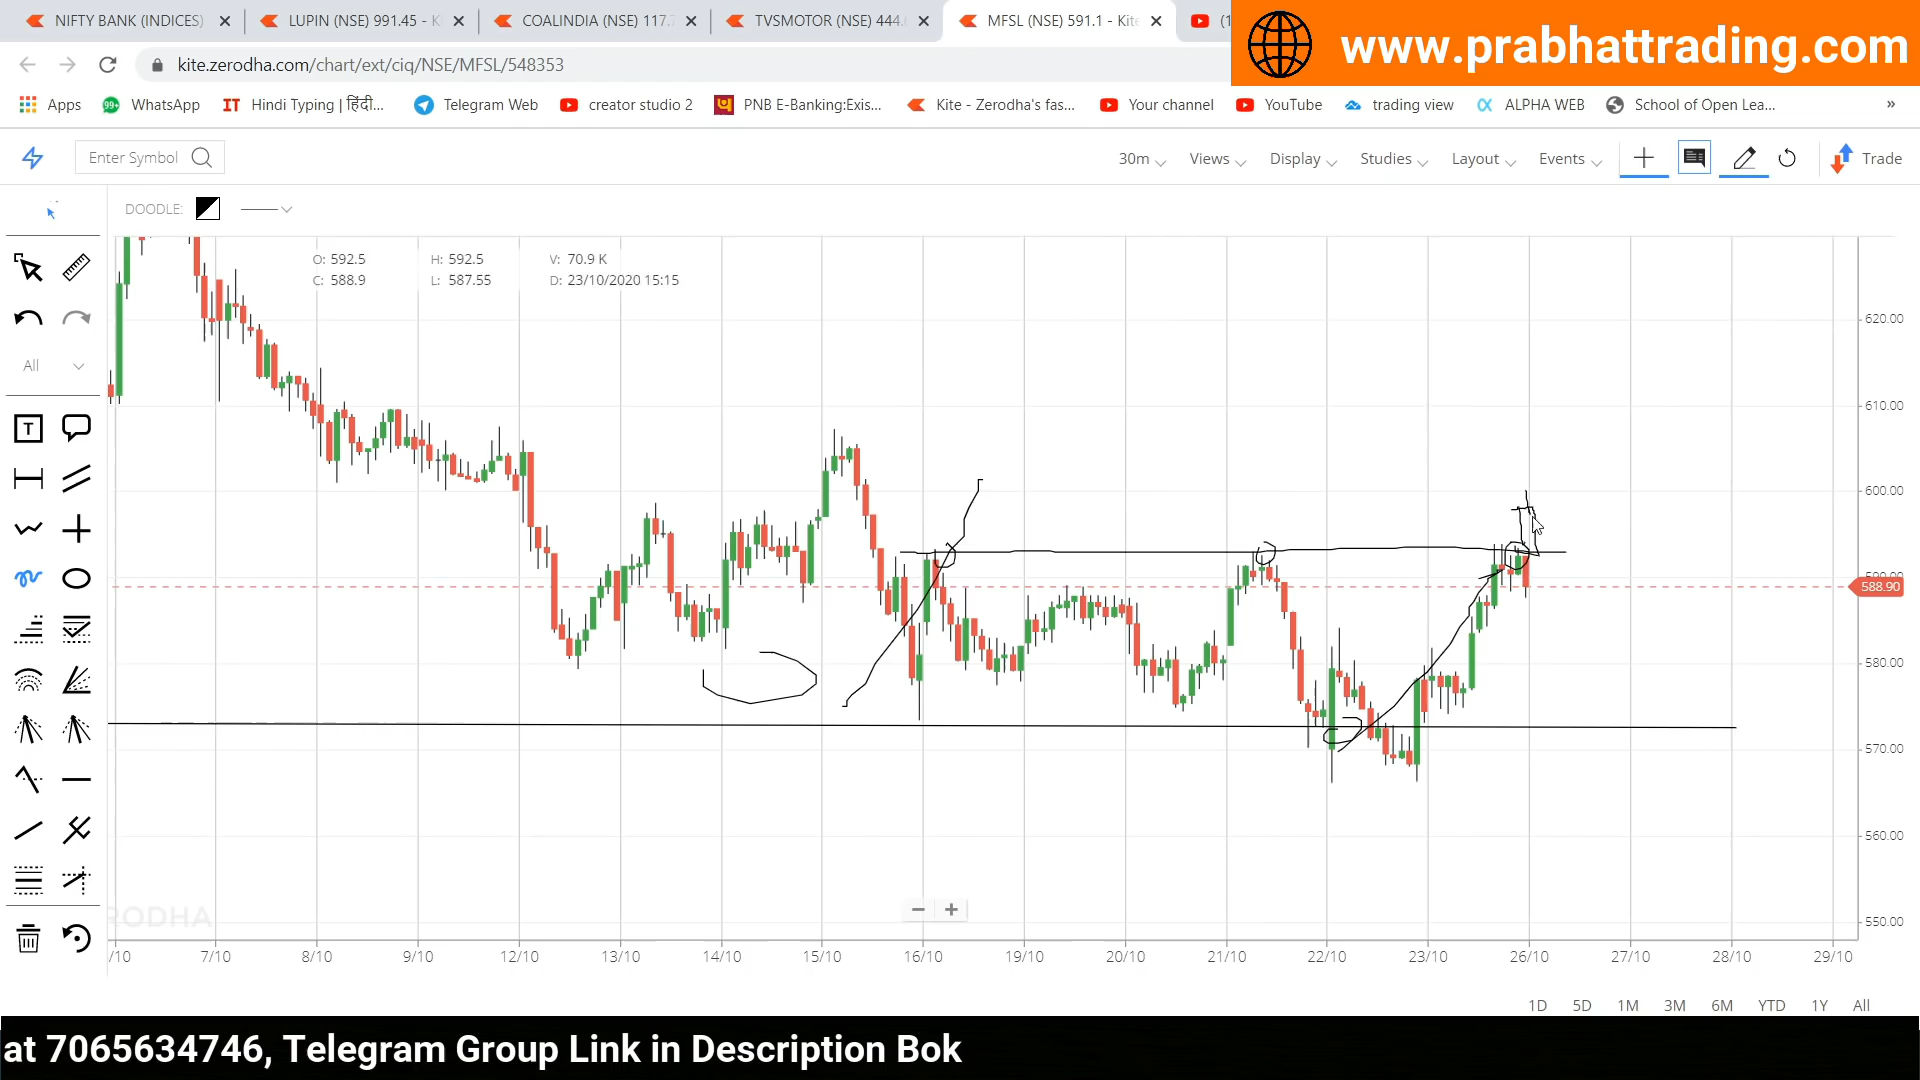 NIFTY BANK (INDICES)
LUPIN (NSE) 991.45 - K
COALINDIA (NSE) 117.
TVSMOTOR (NSE) 444.
MFSL (NSE) 591.1 - Kite
www.prabhattrading.com
kite.zerodha.com/chart/ext/ciq/NSE/MFSL/548353
Apps
99+
WhatsApp
IT
Hindi Typing | हिंदी...
Telegram Web
creator studio 2
PNB E-Banking:Exis...
Kite - Zerodha's fas...
Your channel
YouTube
trading view
ALPHA WEB
School of Open Lea...
»
Enter Symbol
30m
Views
Display
Studies
Layout
Events
Trade
DOODLE:
O: 592.5
H: 592.5
V: 70.9 K
C: 588.9
L: 587.55
D: 23/10/2020 15:15
All
T
620.00
610.00
600.00
588.90
580.00
570.00
560.00
550.00
RODHA
/10
7/10
8/10
9/10
12/10
13/10
14/10
15/10
16/10
19/10
20/10
21/10
22/10
23/10
26/10
27/10
28/10
29/10
1D
5D
1M
3M
6M
YTD
1Y
All
at 7065634746, Telegram Group Link in Description Bok